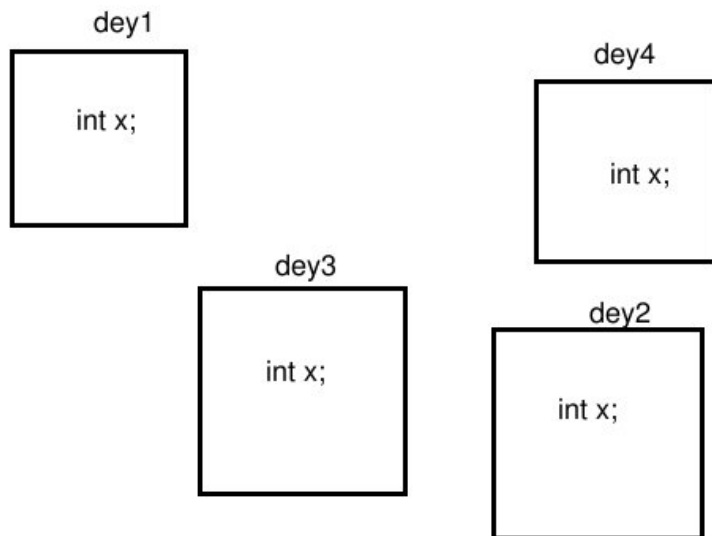 dey1
int x;
dey4
int x;
dey3
int x;
dey2
int x;